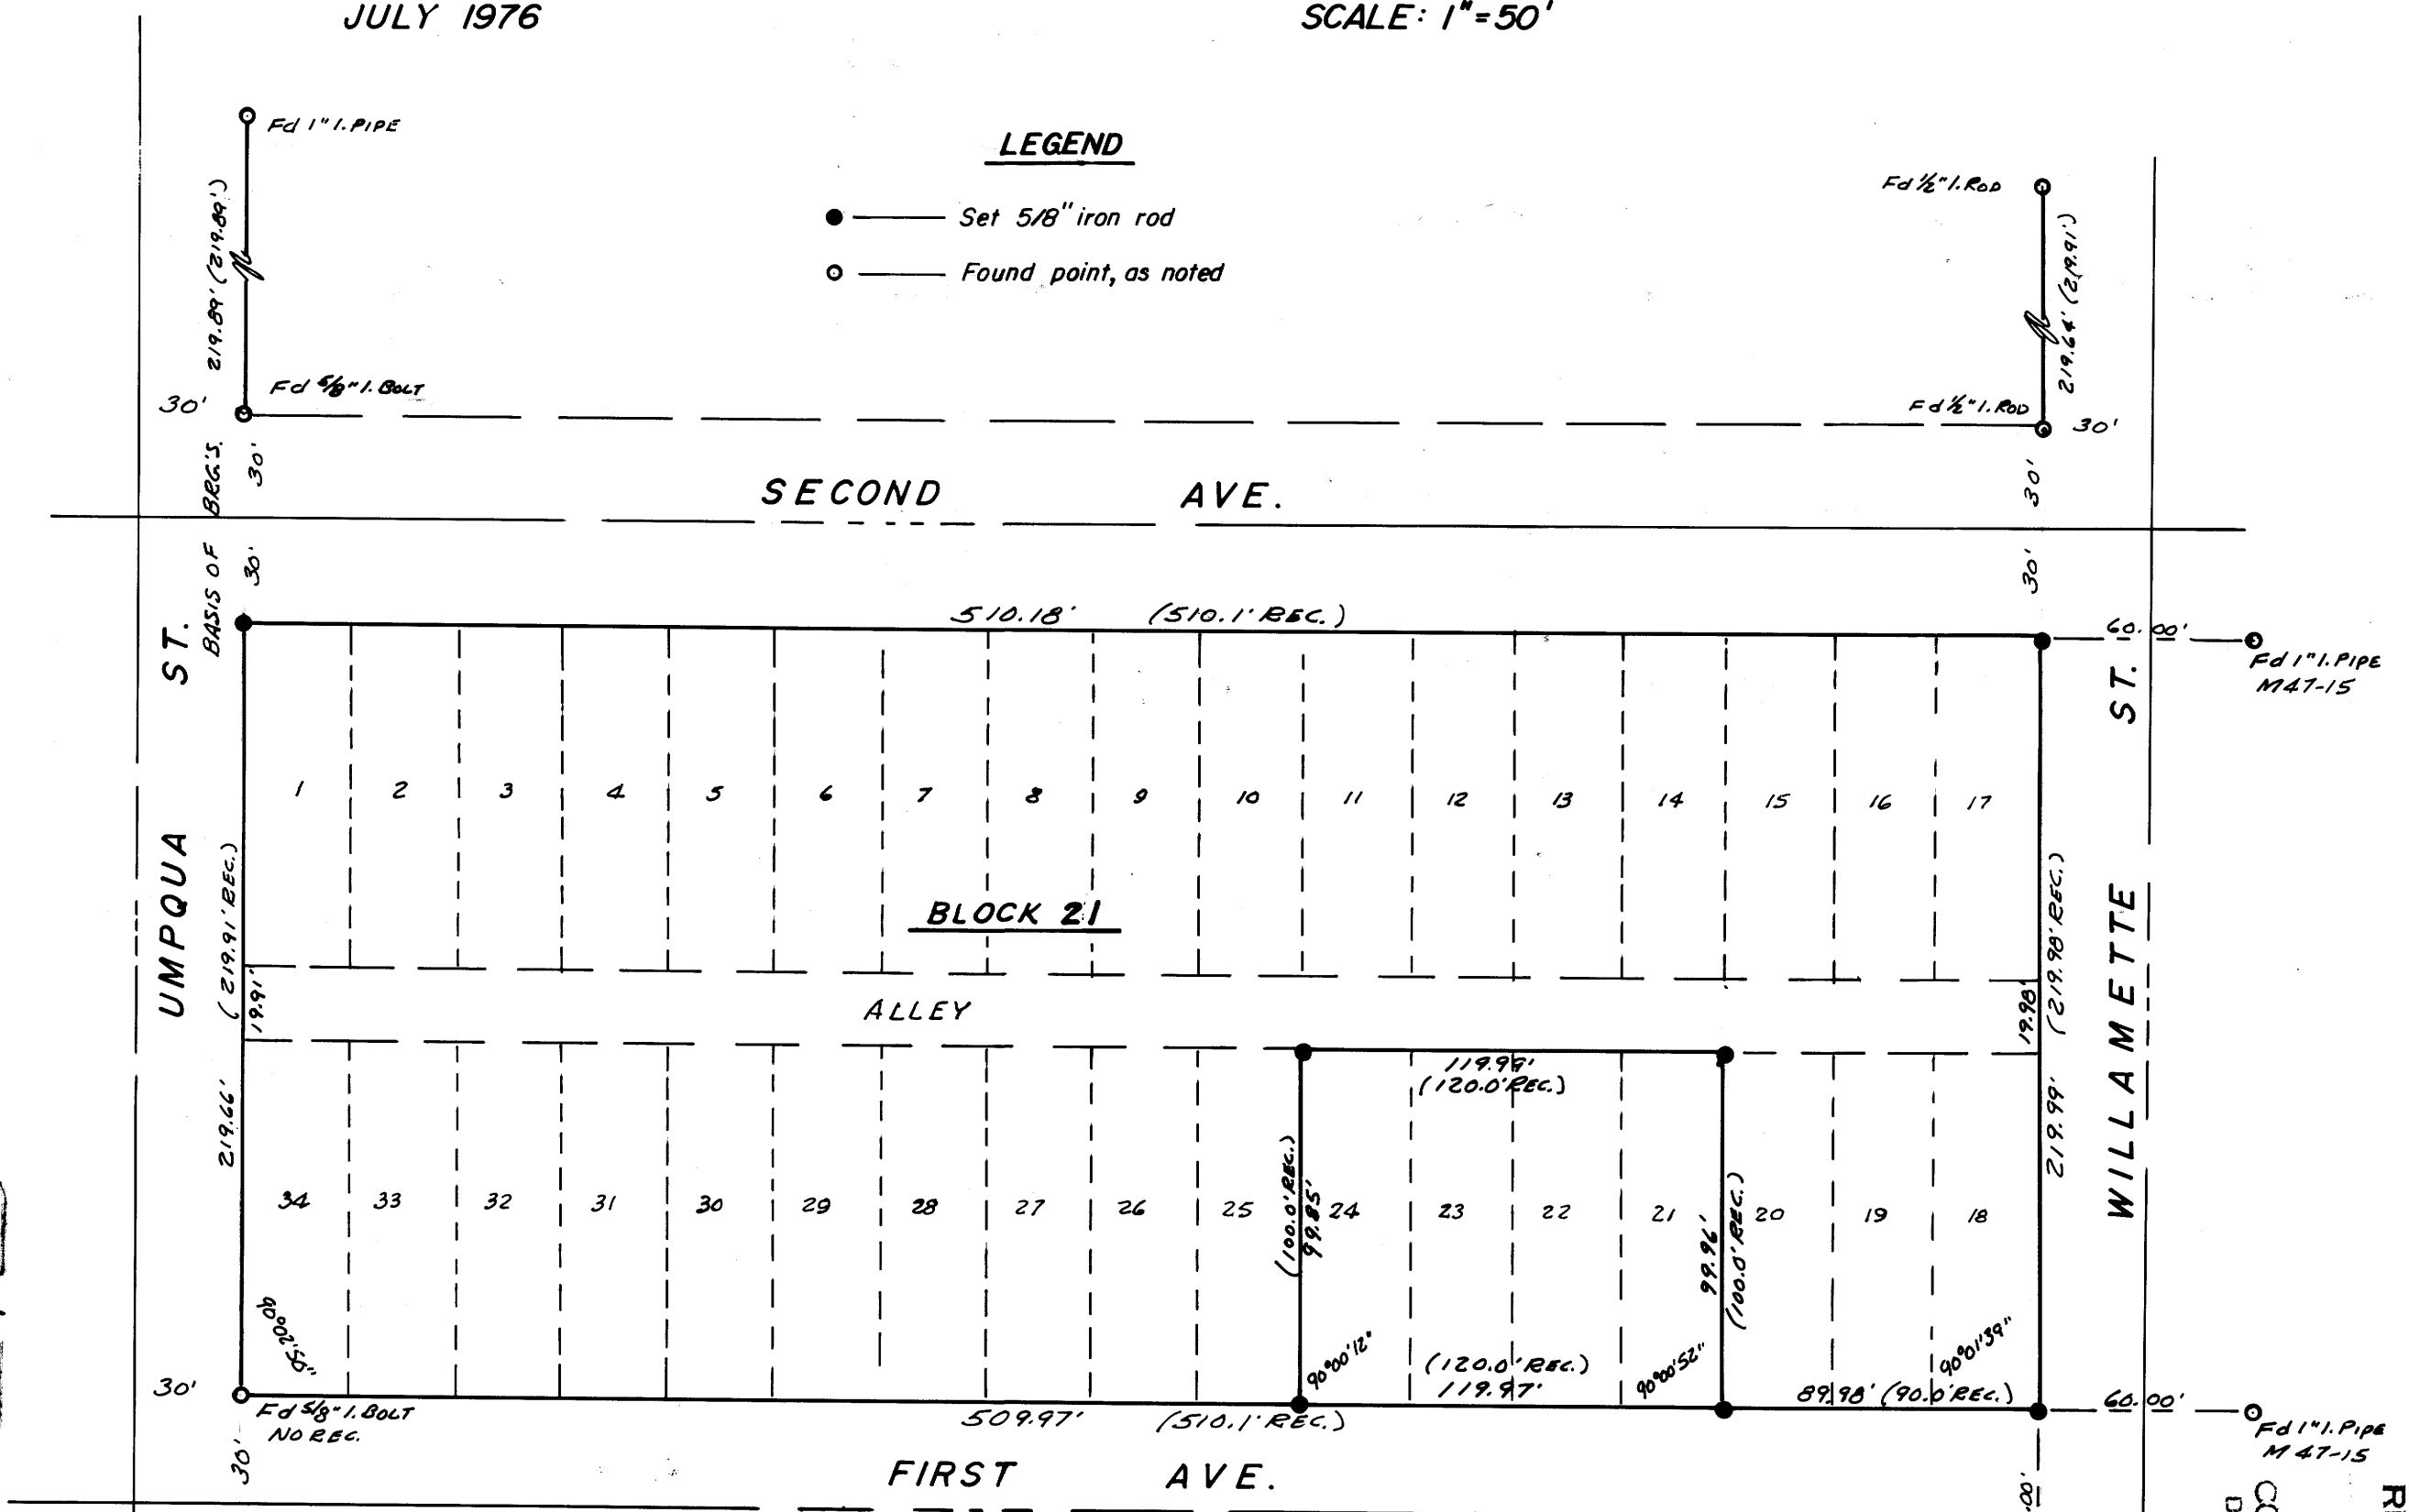 JULY 1976
SCALE: 1"=50'
Fd 1" I. PIPE
LEGEND
Set 5/8" iron rod
Found point, as noted
Fd 1/2" I. ROD
219.89' (219.89')
219.64' (219.91')
Fd 5/8" I. BOLT
30'
Fd 1/2" I. ROD
30'
30'
30'
BASIS OF BRG'S.
SECOND AVE.
30'
30'
510.18' (510.1' REC.)
60.00'
Fd 1" I. PIPE
M47-15
UMPQUA ST.
WILLAMETTE ST.
1 2 3 4 5 6 7 8 9 10 11 12 13 14 15 16 17
BLOCK 21
(219.91' REC.)
219.66'
19.91'
ALLEY
19.98'
(219.98' REC.)
219.99'
119.99'
(120.0' REC.)
34 33 32 31 30 29 28 27 26 25 24 23 22 21 20 19 18
(100.0' REC.)
99.85'
99.96'
(100.0' REC.)
90°02'56"
90°00'12"
90°00'52"
90°01'39"
(120.0' REC.)
119.97'
89.98' (90.0' REC.)
30'
60.00'
Fd 5/8" I. BOLT
NO REC.
509.97' (510.1' REC.)
Fd 1" I. PIPE
M 47-15
30'
FIRST AVE.
.00'